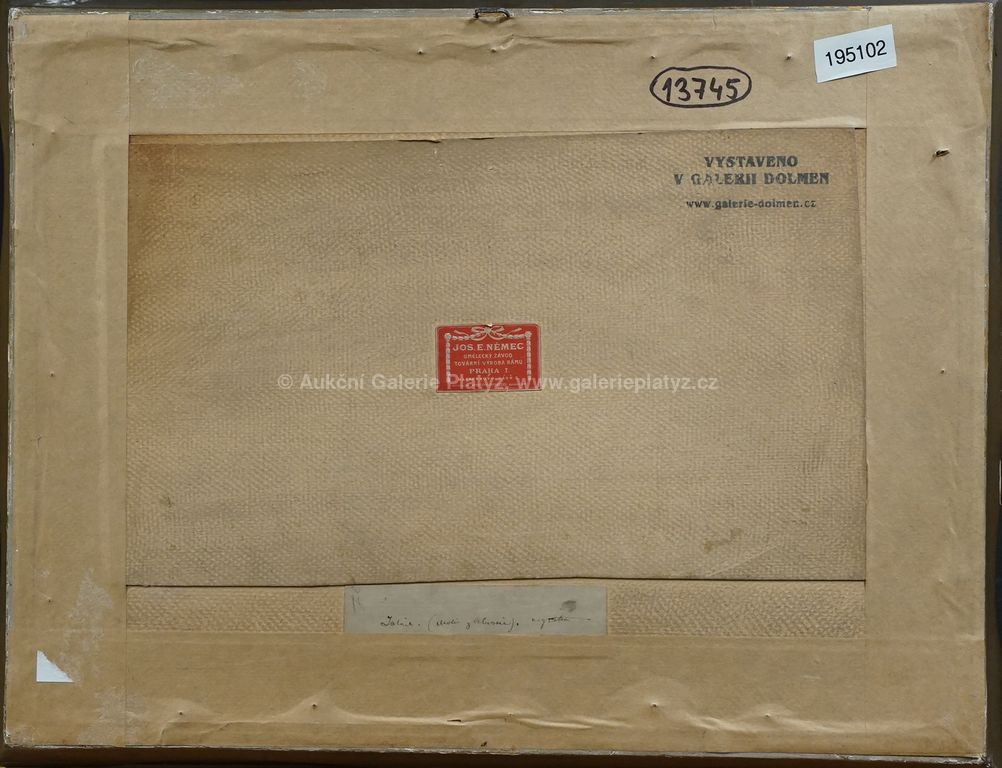 195102
13745
VYSTAVENO
V GALERII DOLMEN
www.galerie-dolmen.cz
JOS. E. NĚMEC
UMĚLECKÝ ZÁVOD
TOVÁRNÍ VÝROBA RÁMŮ
PRAHA I.
© Aukční Galerie Platýz, www.galerieplatyz.cz